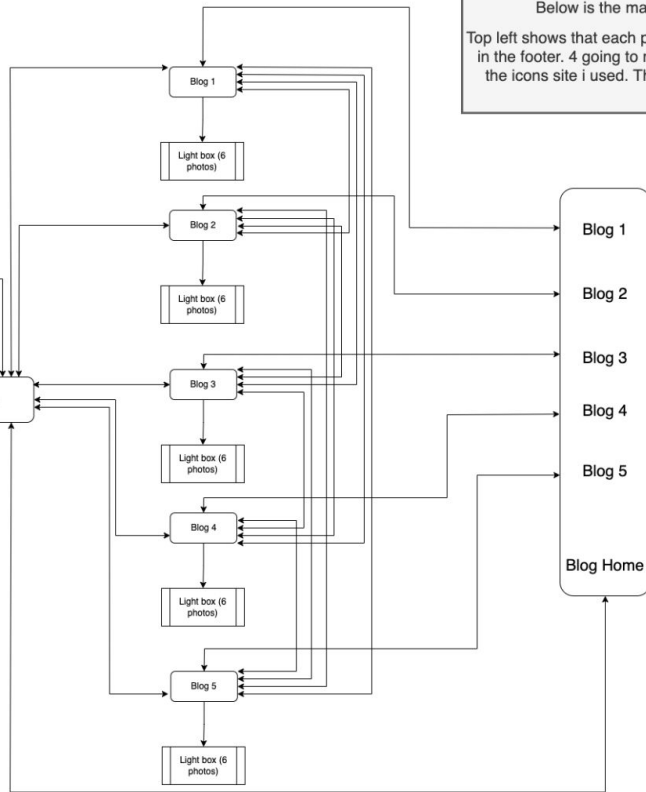 Below is the ma
Top left shows that each p
in the footer. 4 going to
the icons site i used. Th
Blog 1
Light box (6
photos)
Blog 2
Light box (6
photos)
Blog 3
Light box (6
photos)
Blog 4
Light box (6
photos)
Blog 5
Light box (6
photos)
Blog 1
Blog 2
Blog 3
Blog 4
Blog 5
Blog Home